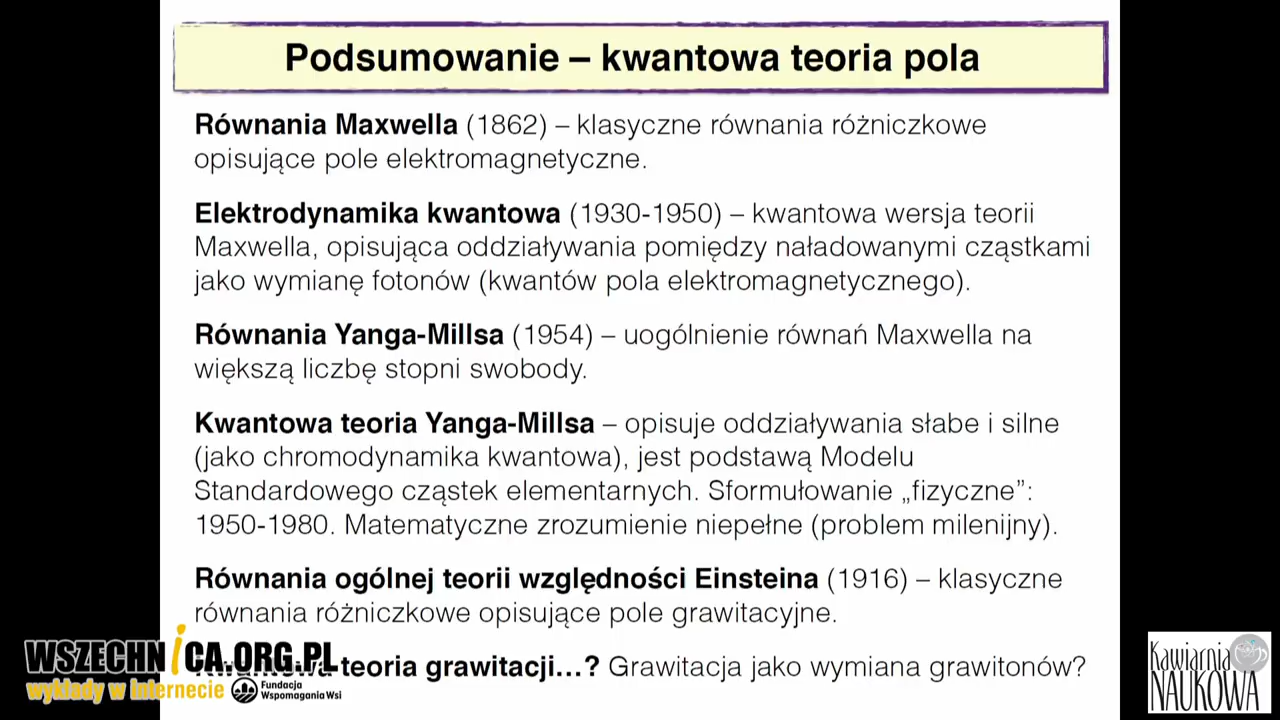 Podsumowanie – kwantowa teoria pola
Równania Maxwella (1862) – klasyczne równania różniczkowe
opisujące pole elektromagnetyczne.
Elektrodynamika kwantowa (1930-1950) – kwantowa wersja teorii
Maxwella, opisująca oddziaływania pomiędzy naładowanymi cząstkami
jako wymianę fotonów (kwantów pola elektromagnetycznego).
Równania Yanga-Millsa (1954) – uogólnienie równań Maxwella na
większą liczbę stopni swobody.
Kwantowa teoria Yanga-Millsa – opisuje oddziaływania słabe i silne
(jako chromodynamika kwantowa), jest podstawą Modelu
Standardowego cząstek elementarnych. Sformułowanie „fizyczne”:
1950-1980. Matematyczne zrozumienie niepełne (problem milenijny).
Równania ogólnej teorii względności Einsteina (1916) – klasyczne
równania różniczkowe opisujące pole grawitacyjne.
teoria grawitacji…? Grawitacja jako wymiana grawitonów?
WSZECHNiCA.ORG.PL
wykłady w internecie
Fundacja
Wspomagania Wsi
Kawiarnia
NAUKOWA